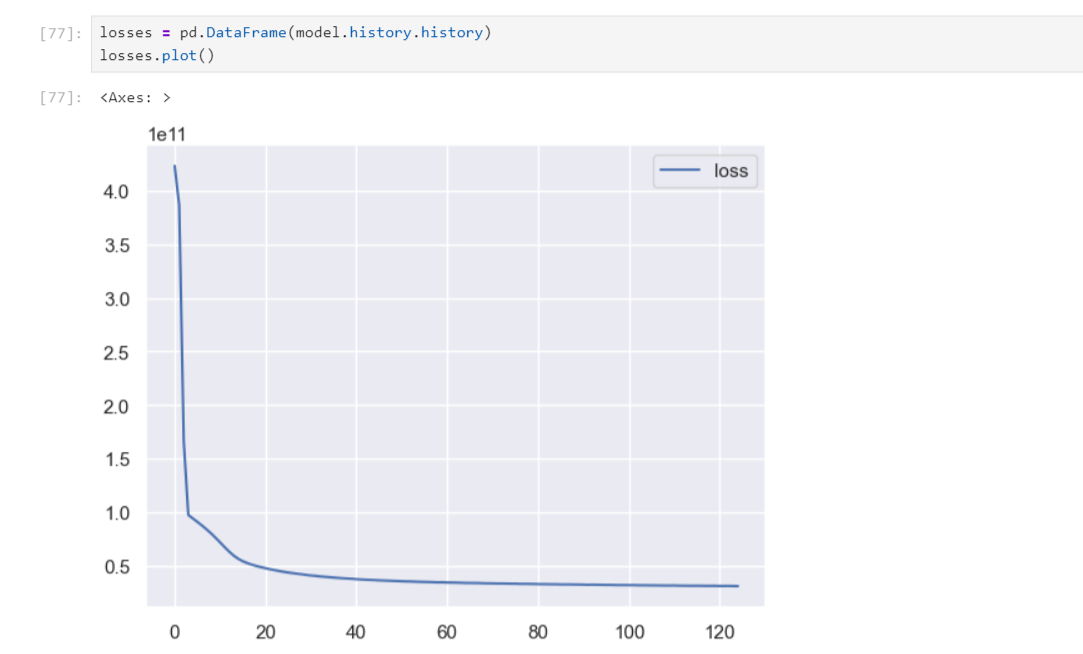 [77]: losses = pd.DataFrame(model.history.history)
losses.plot()
[77]: <Axes: >
1e11
loss
4.0
3.5
3.0
2.5
2.0
1.5
1.0
0.5
0 20 40 60 80 100 120